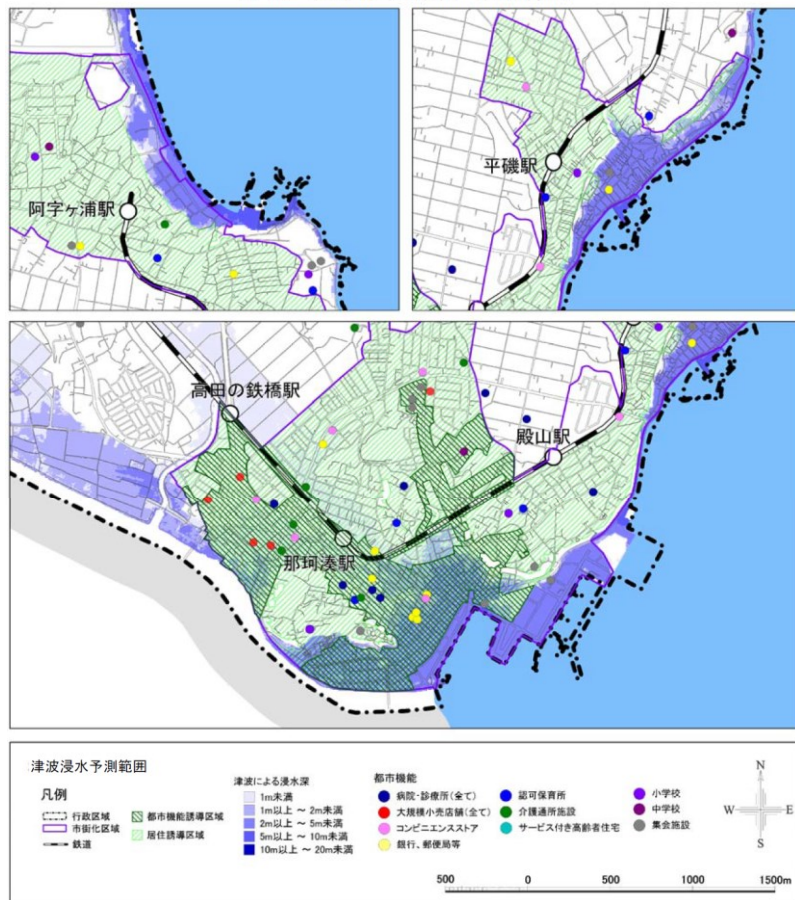 阿字ヶ浦駅
平磯駅
高田の鉄橋駅
殿山駅
那珂湊駅
津波浸水予測範囲
凡例
行政区域
市街化区域
鉄道
都市機能誘導区域
居住誘導区域
津波による浸水深
1m未満
1m以上 ～ 2m未満
2m以上 ～ 5m未満
5m以上 ～ 10m未満
10m以上 ～ 20m未満
都市機能
病院・診療所(全て)
大規模小売店舗(全て)
コンビニエンスストア
銀行、郵便局等
認可保育所
介護通所施設
サービス付き高齢者住宅
小学校
中学校
集会施設
N
W E
S
500 0 500 1000 1500m